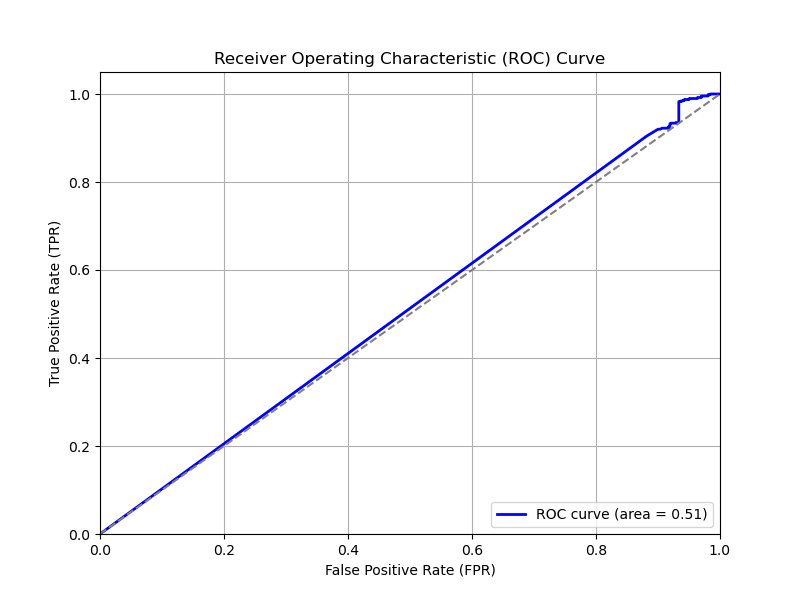 Receiver Operating Characteristic (ROC) Curve
1.0
0.8
0.6
0.4
0.2
0.0
True Positive Rate (TPR)
ROC curve (area = 0.51)
0.0 0.2 0.4 0.6 0.8 1.0
False Positive Rate (FPR)